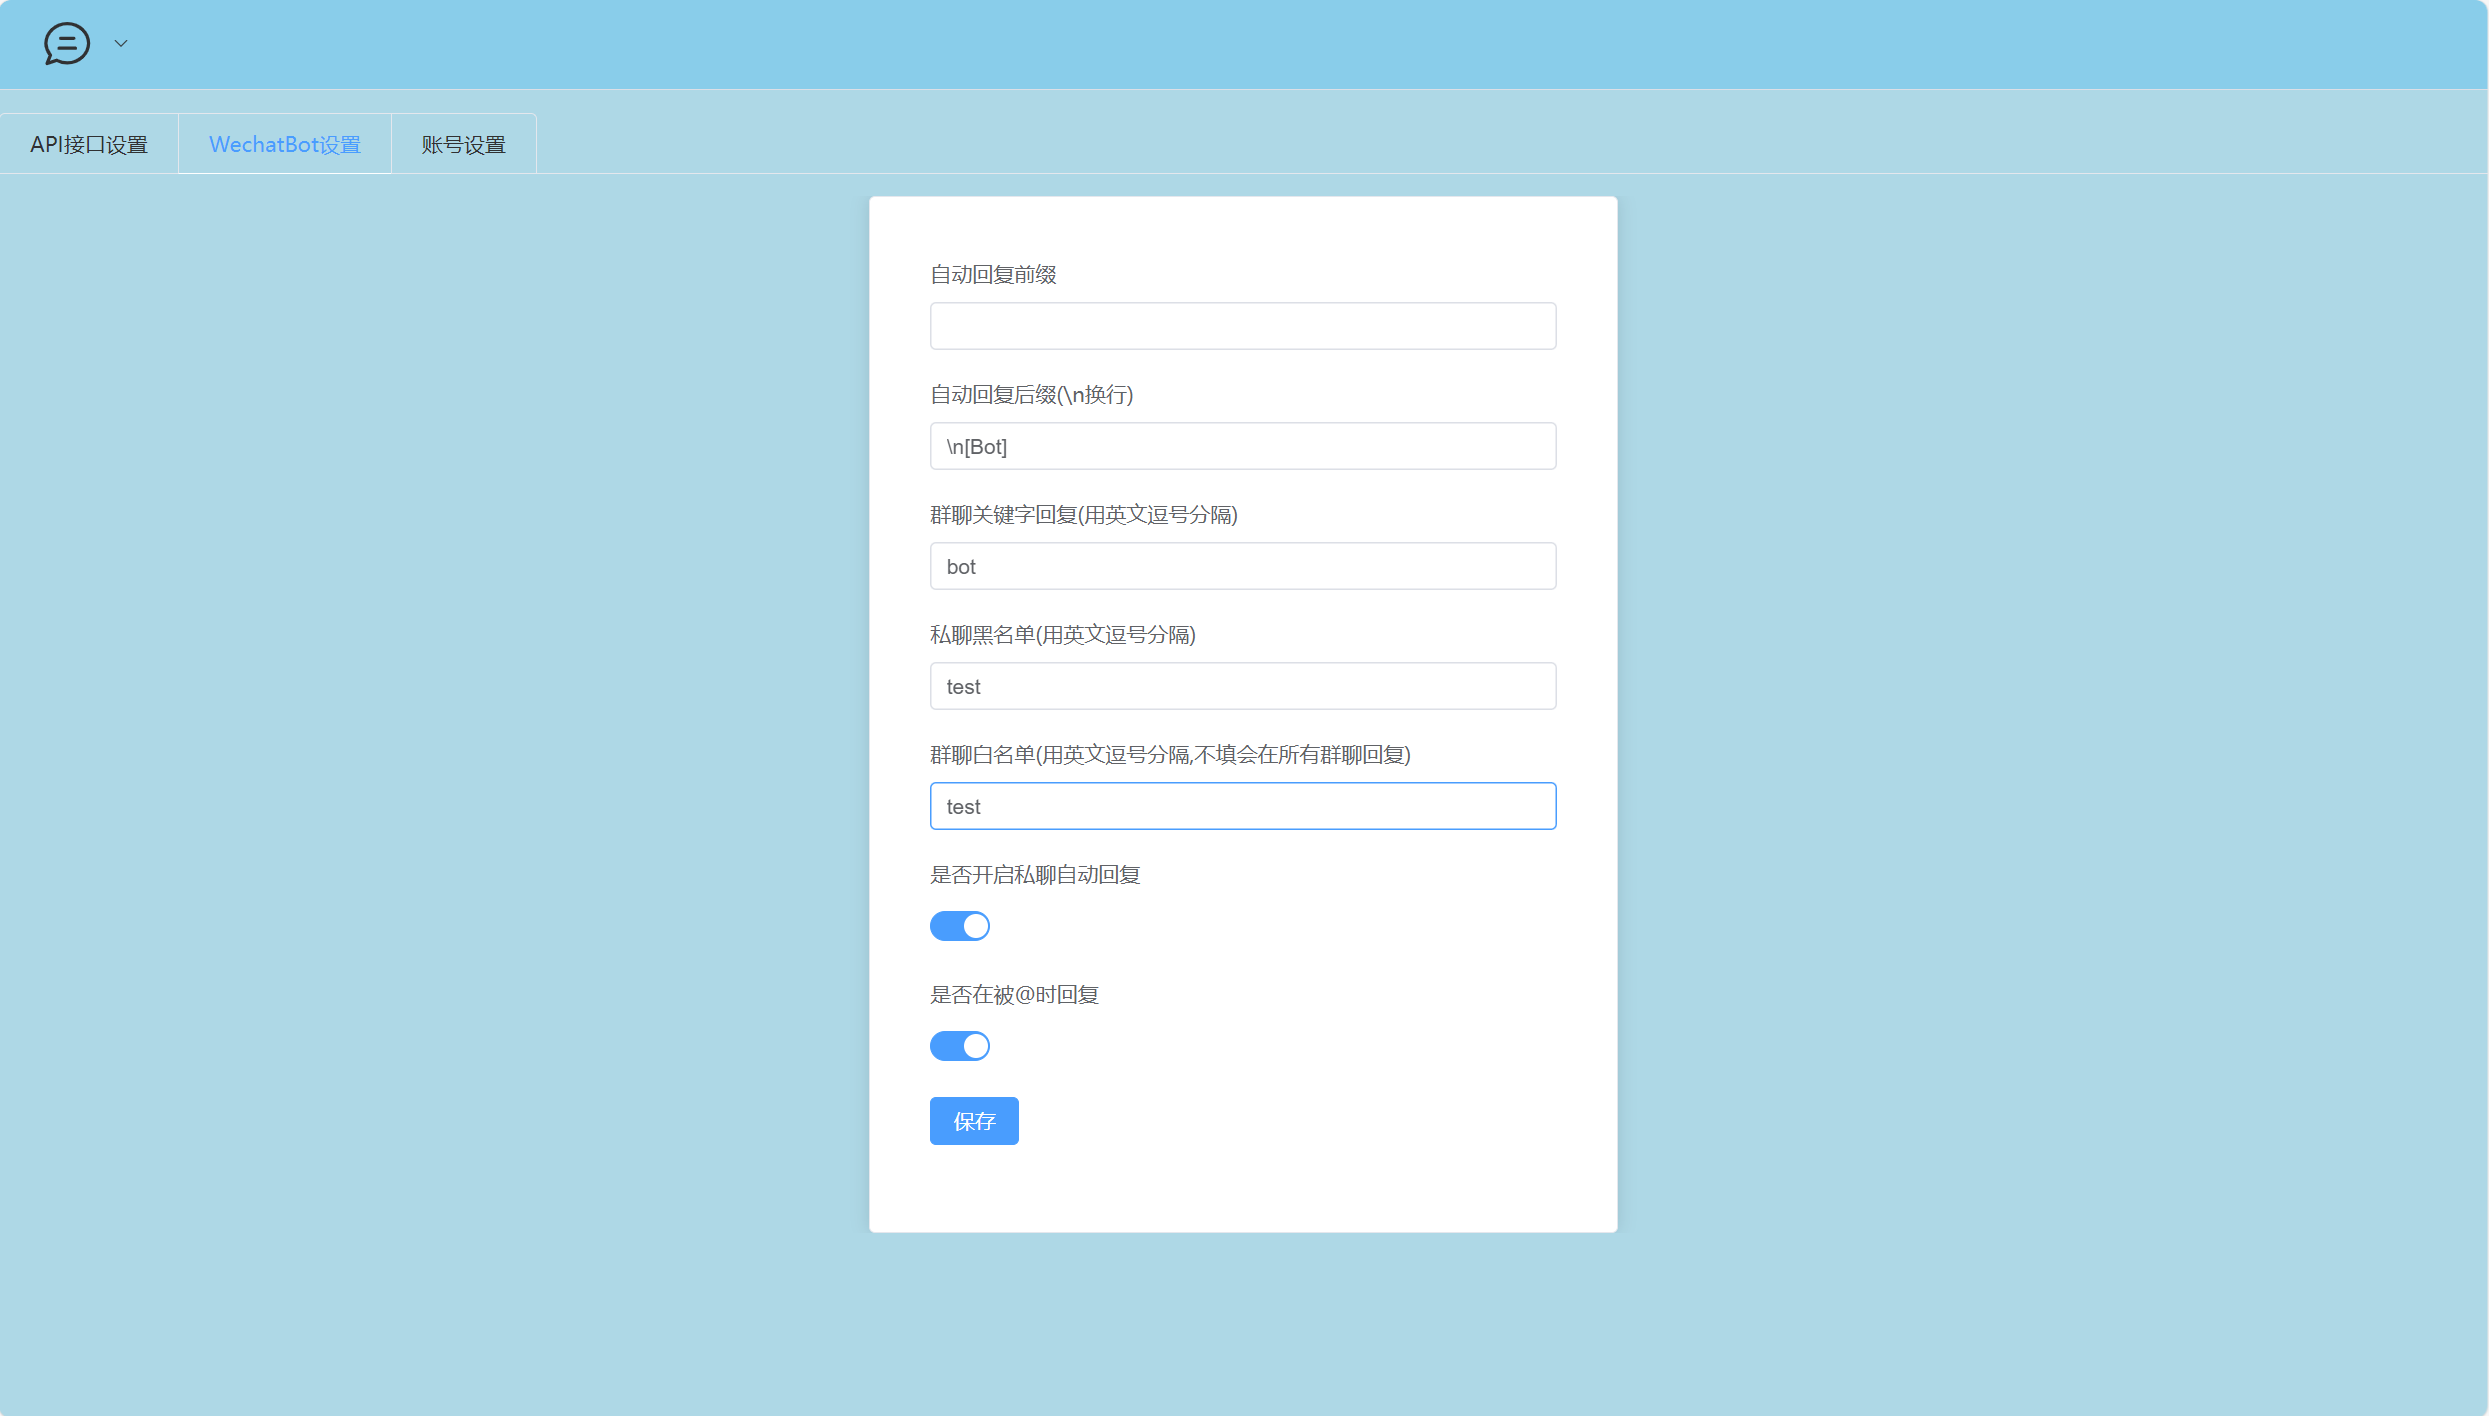 API接口设置
WechatBot设置
账号设置
自动回复前缀
自动回复后缀(\n换行)
\n[Bot]
群聊关键字回复(用英文逗号分隔)
bot
私聊黑名单(用英文逗号分隔)
test
群聊白名单(用英文逗号分隔,不填会在所有群聊回复)
test
是否开启私聊自动回复
是否在被@时回复
保存